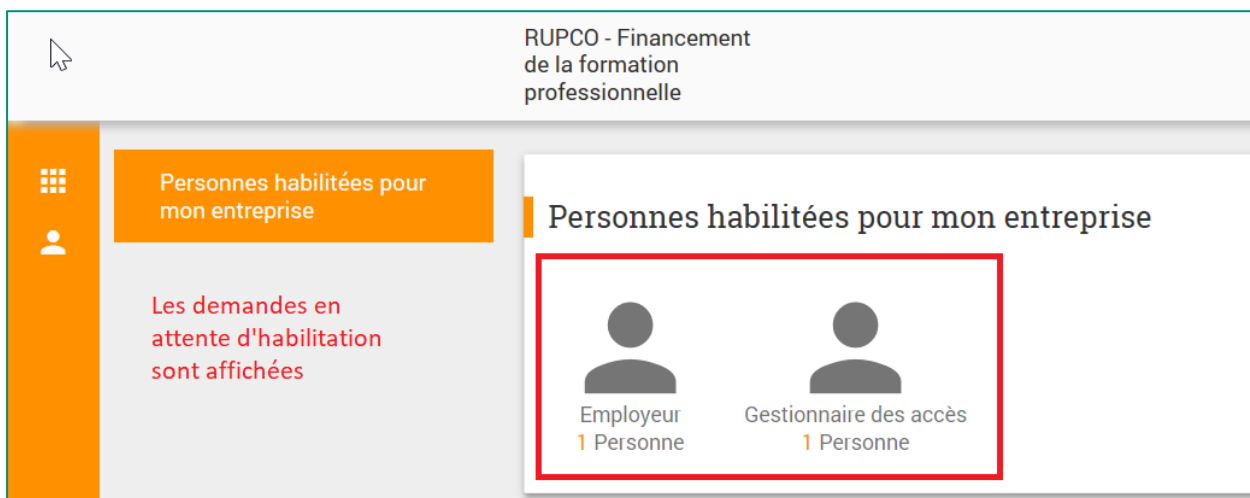 RUPCO - Financement
de la formation
professionnelle
Personnes habilitées pour
mon entreprise
Les demandes en
attente d'habilitation
sont affichées
Personnes habilitées pour mon entreprise
Employeur
1 Personne
Gestionnaire des accès
1 Personne